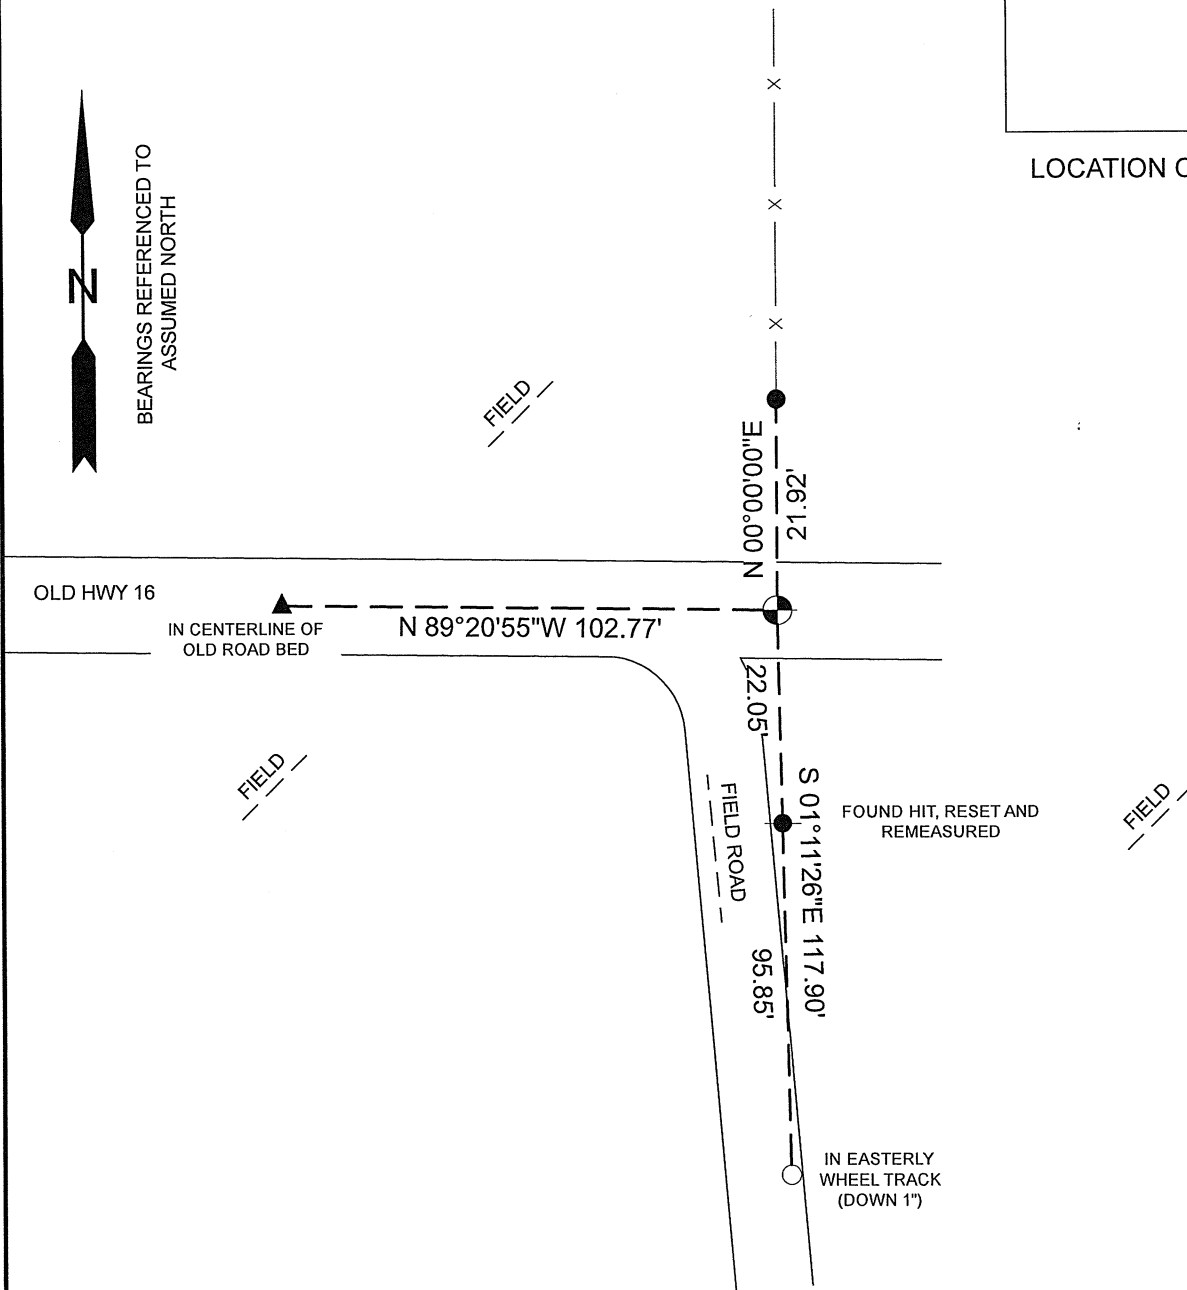 LOCATION O
N
BEARINGS REFERENCED TO
ASSUMED NORTH
FIELD
N 00°00'00"E
21.92'
OLD HWY 16
IN CENTERLINE OF
OLD ROAD BED
N 89°20'55"W 102.77'
22.05'
FIELD
FIELD ROAD
S 01°11'26"E 117.90'
FOUND HIT, RESET AND
REMEASURED
FIELD
95.85'
IN EASTERLY
WHEEL TRACK
(DOWN 1")